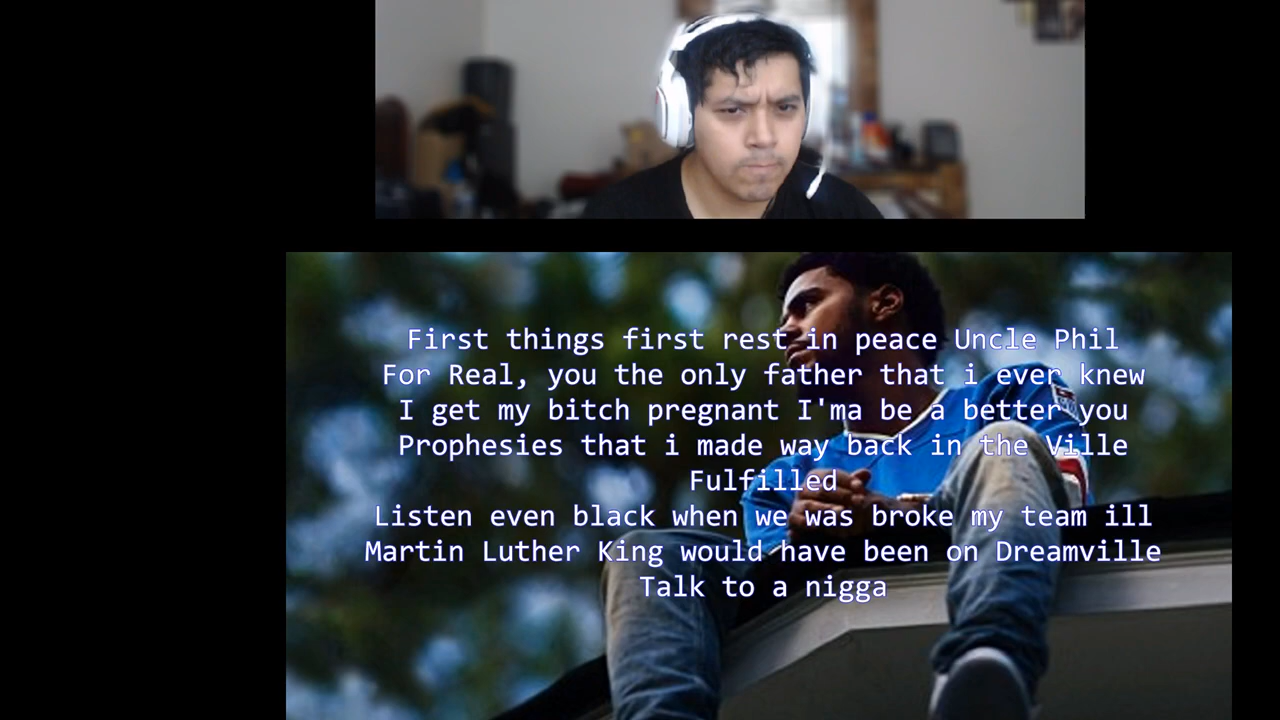 First things first rest in peace Uncle Phil
For Real, you the only father that i ever knew
I get my bitch pregnant I'ma be a better you
Prophesies that i made way back in the Ville
Fulfilled
Listen even black when we was broke my team ill
Martin Luther King would have been on Dreamville
Talk to a nigga